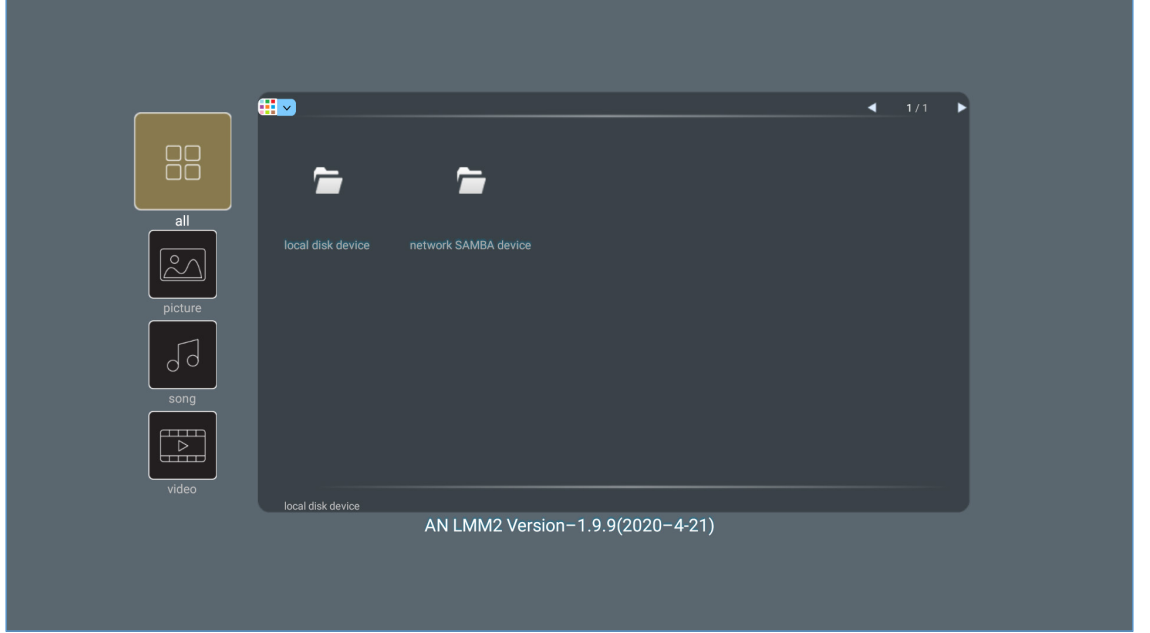 1 / 1
all
local disk device
network SAMBA device
picture
song
video
local disk device
AN LMM2 Version–1.9.9(2020–4-21)